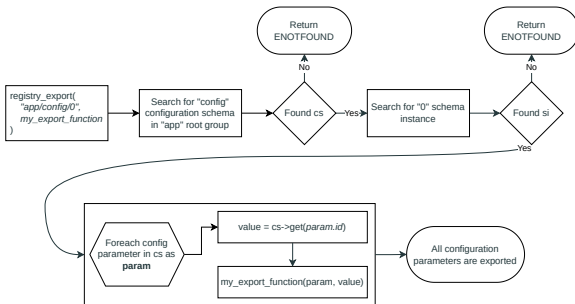 Return
ENOTFOUND
Return
ENOTFOUND
No
No
registry_export(
"app/config/0",
my_export_function
)
Search for "config"
configuration schema
in "app" root group
Found cs
Yes
Search for "0" schema
instance
Found si
Yes
Foreach config
parameter in cs as
param
value = cs->get(param.id)
my_export_function(param, value)
All configuration
parameters are exported